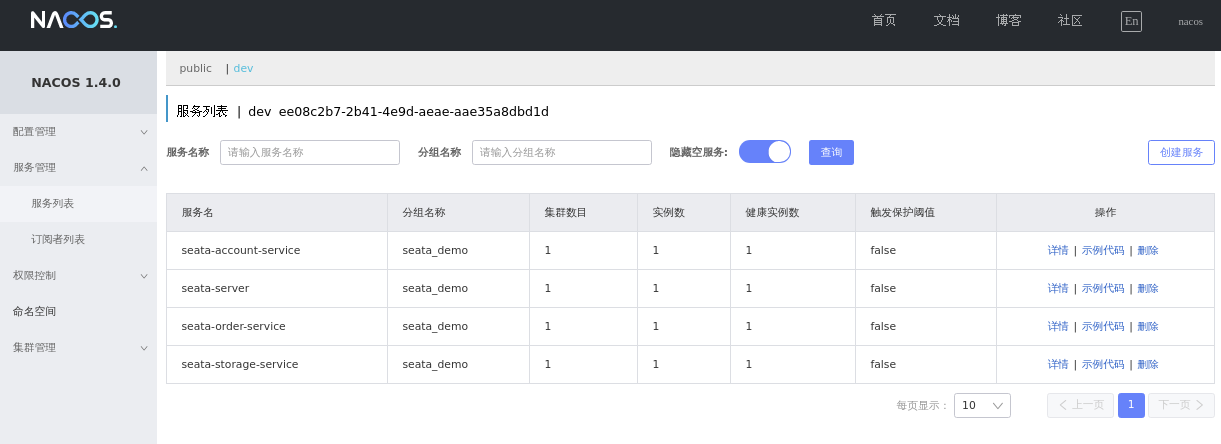 NACOS. 首页 文档 博客 社区 En nacos
NACOS 1.4.0
配置管理
服务管理
服务列表
订阅者列表
权限控制
命名空间
集群管理
public | dev
服务列表 | dev ee08c2b7-2b41-4e9d-aeae-aae35a8dbd1d
服务名称 请输入服务名称 分组名称 请输入分组名称 隐藏空服务: 查询 创建服务
服务名 分组名称 集群数目 实例数 健康实例数 触发保护阈值 操作
seata-account-service seata_demo 1 1 1 false 详情 | 示例代码 | 删除
seata-server seata_demo 1 1 1 false 详情 | 示例代码 | 删除
seata-order-service seata_demo 1 1 1 false 详情 | 示例代码 | 删除
seata-storage-service seata_demo 1 1 1 false 详情 | 示例代码 | 删除
每页显示： 10 上一页 1 下一页